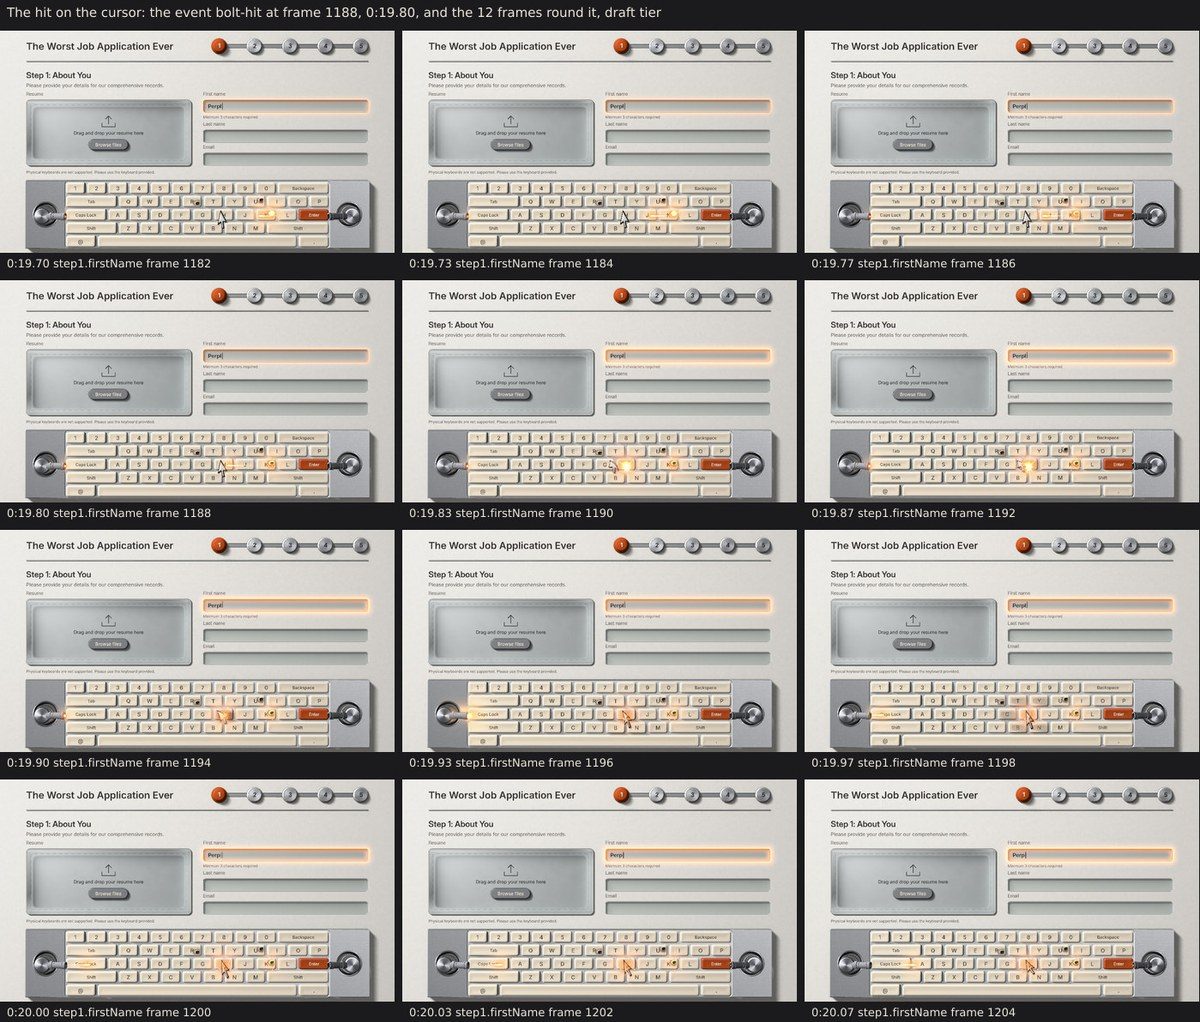 The hit on the cursor: the event bolt-hit at frame 1188, 0:19.80, and the 12 frames round it, draft tier
The Worst Job Application Ever
1 2 3 4 5
Step 1: About You
Please provide your details for our comprehensive records.
Resume
First name
Perpl
Drag and drop your resume here
Browse files
Minimum 3 characters required
Last name
Email
Physical keyboards are not supported. Please use the keyboard provided.
1 2 3 4 5 6 7 8 9 0 Backspace
Tab Q W E R T Y U I O P
Caps Lock A S D F G J K L Enter
Shift Z X C V B N M Shift
@ .
0:19.70 step1.firstName frame 1182
0:19.73 step1.firstName frame 1184
0:19.77 step1.firstName frame 1186
0:19.80 step1.firstName frame 1188
0:19.83 step1.firstName frame 1190
0:19.87 step1.firstName frame 1192
0:19.90 step1.firstName frame 1194
0:19.93 step1.firstName frame 1196
0:19.97 step1.firstName frame 1198
0:20.00 step1.firstName frame 1200
0:20.03 step1.firstName frame 1202
0:20.07 step1.firstName frame 1204